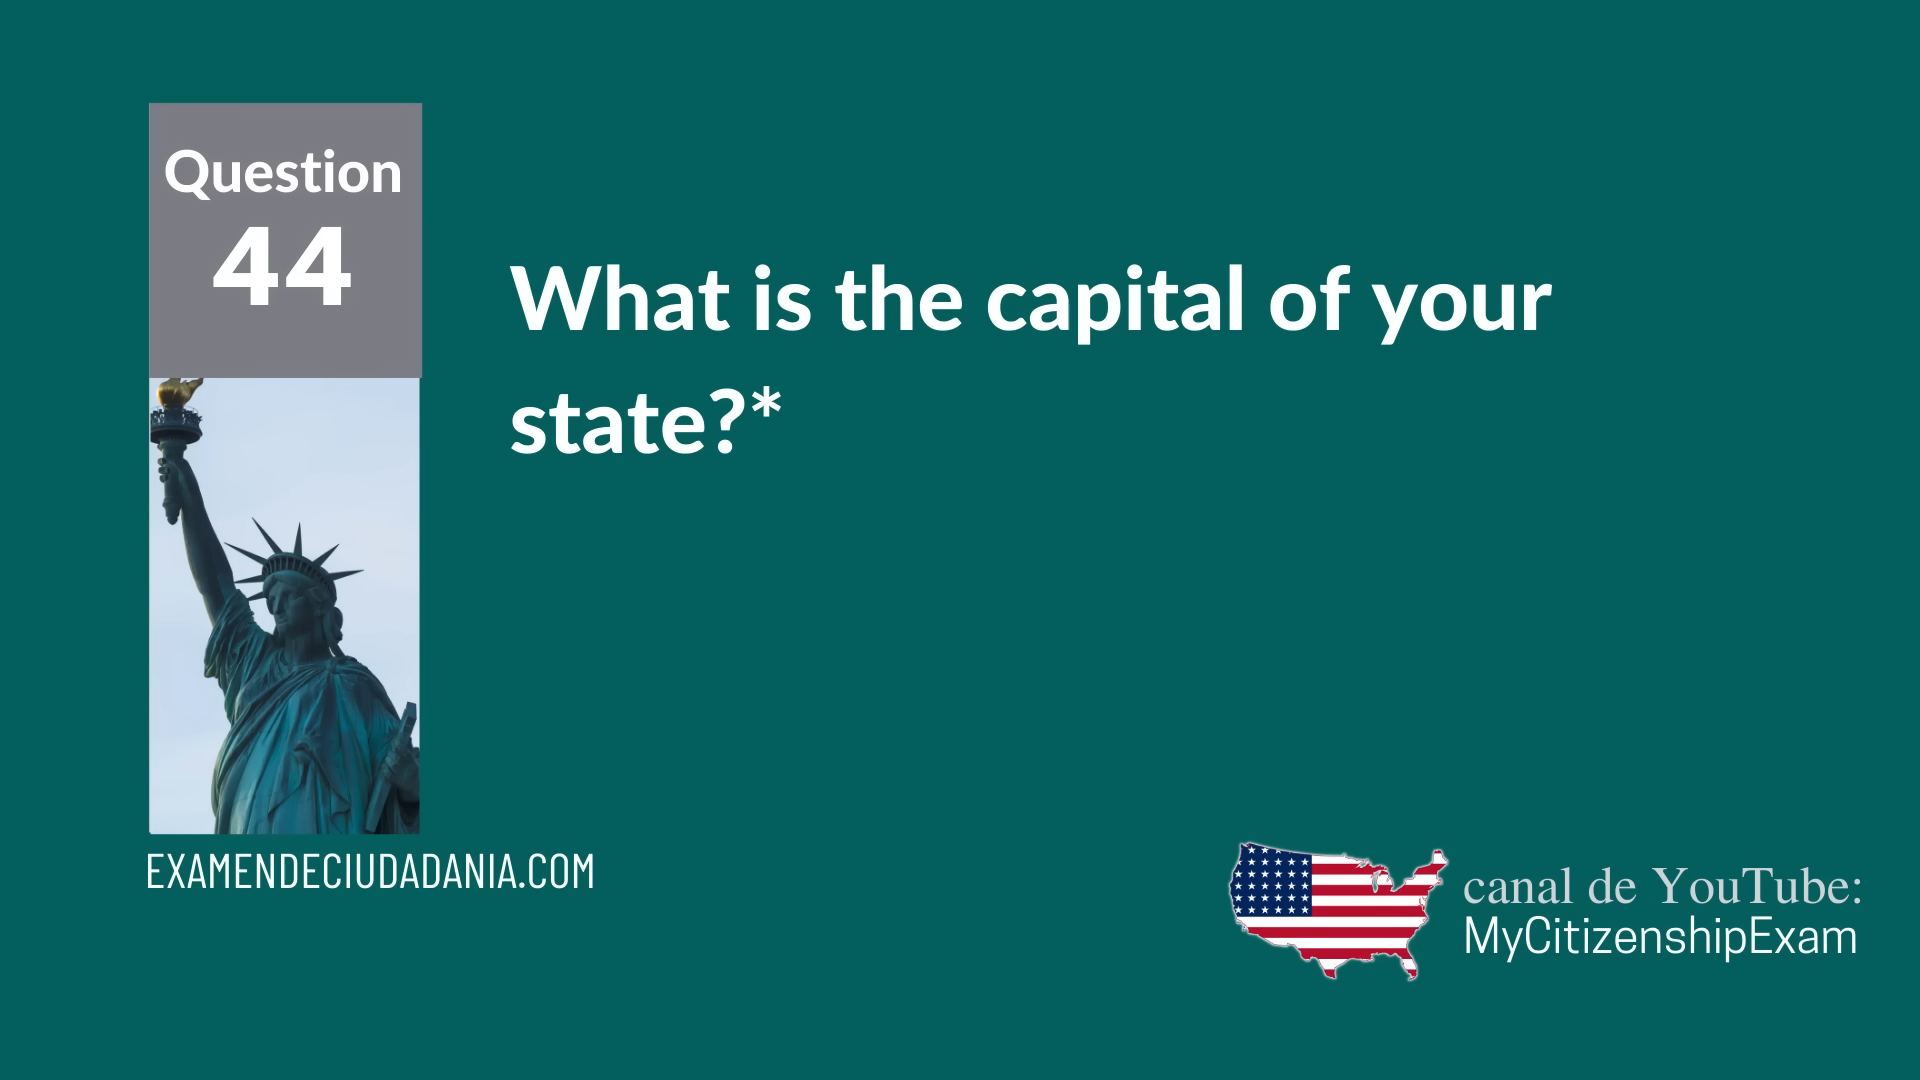 Question
44
What is the capital of your
state?*
EXAMENDECIUDADANIA.COM
canal de YouTube:
MyCitizenshipExam